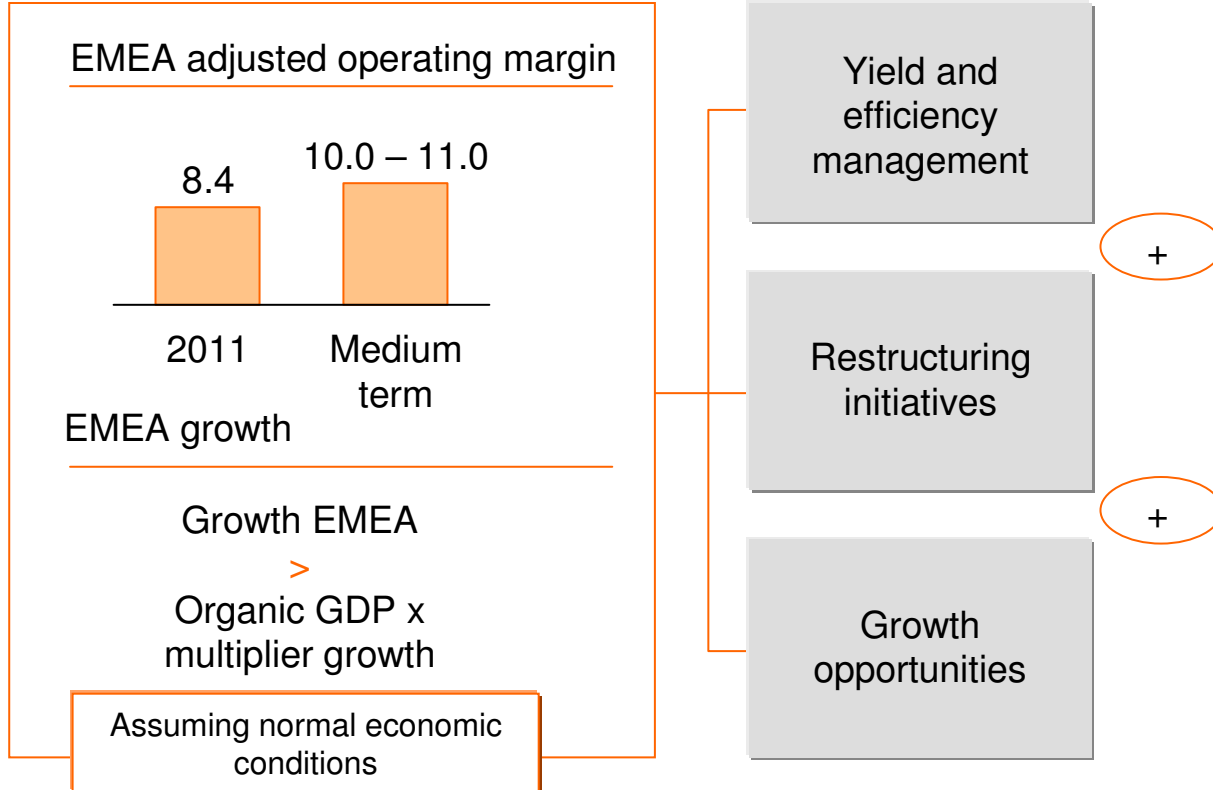 EMEA adjusted operating margin
8.4
10.0 – 11.0
2011
Medium
term
EMEA growth
Growth EMEA
>
Organic GDP x
multiplier growth
Assuming normal economic
conditions
Yield and
efficiency
management
+
Restructuring
initiatives
+
Growth
opportunities